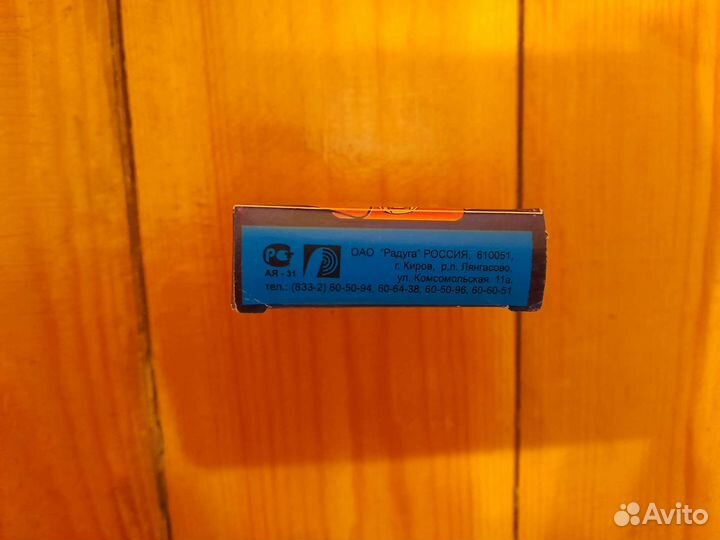 ОАО "Радуга" РОССИЯ, 610051,
г. Киров, р.п. Лянгасово,
ул. Комсомольская, 11а,
РСТ
АЯ - 31
тел.: (833-2) 60-50-94, 60-64-38, 60-50-96, 60-60-51
Avito